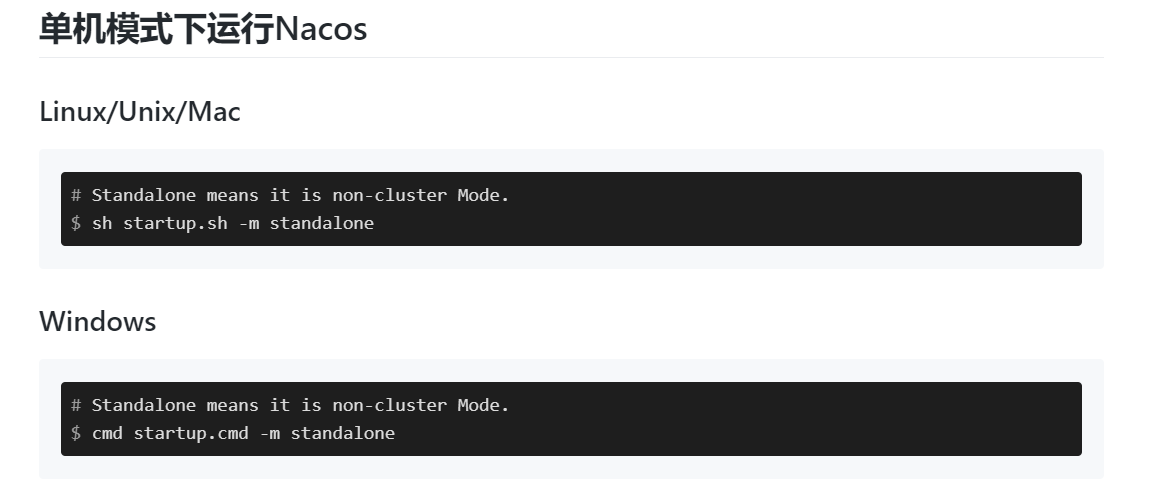 单机模式下运行Nacos
Linux/Unix/Mac
# Standalone means it is non-cluster Mode.
$ sh startup.sh -m standalone
Windows
# Standalone means it is non-cluster Mode.
$ cmd startup.cmd -m standalone